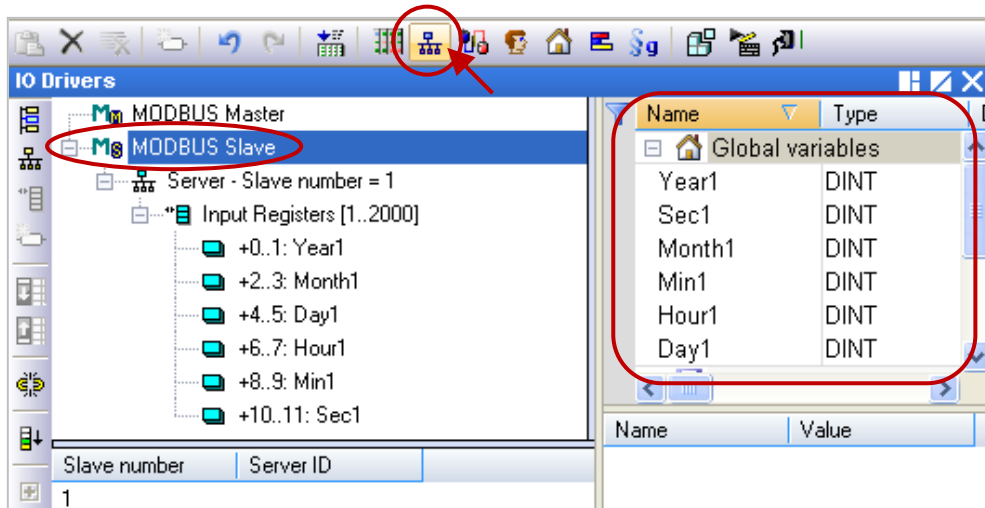 §g
IO Drivers
MODBUS Master
MODBUS Slave
Server - Slave number = 1
Input Registers [1..2000]
+0..1: Year1
+2..3: Month1
+4..5: Day1
+6..7: Hour1
+8..9: Min1
+10..11: Sec1
Slave number Server ID
1
Name Type
Global variables
Year1 DINT
Sec1 DINT
Month1 DINT
Min1 DINT
Hour1 DINT
Day1 DINT
Name Value